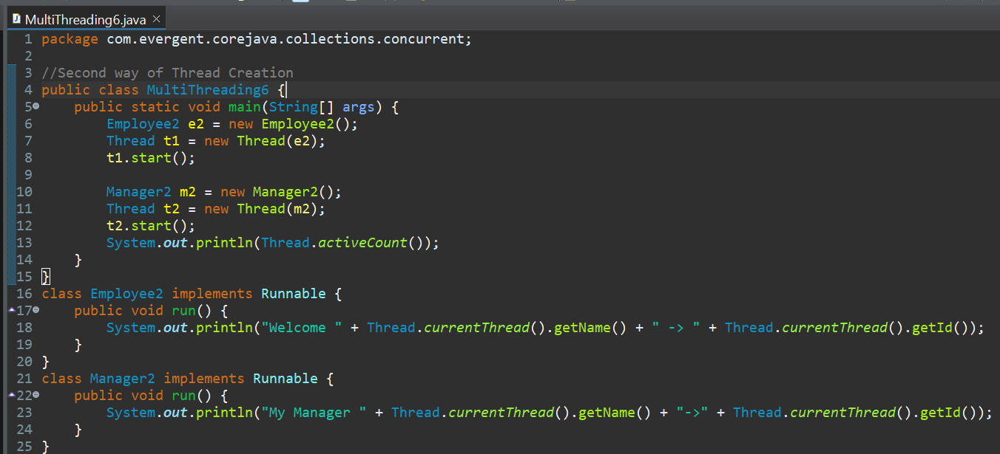 MultiThreading6.java ×
1 package com.evergent.corejava.collections.concurrent;
2
3 //Second way of Thread Creation
4 public class MultiThreading6 {
5 public static void main(String[] args) {
6 Employee2 e2 = new Employee2();
7 Thread t1 = new Thread(e2);
8 t1.start();
9
10 Manager2 m2 = new Manager2();
11 Thread t2 = new Thread(m2);
12 t2.start();
13 System.out.println(Thread.activeCount());
14 }
15 }
16 class Employee2 implements Runnable {
17 public void run() {
18 System.out.println("Welcome " + Thread.currentThread().getName() + " -> " + Thread.currentThread().getId());
19 }
20 }
21 class Manager2 implements Runnable {
22 public void run() {
23 System.out.println("My Manager " + Thread.currentThread().getName() + "->" + Thread.currentThread().getId());
24 }
25 }